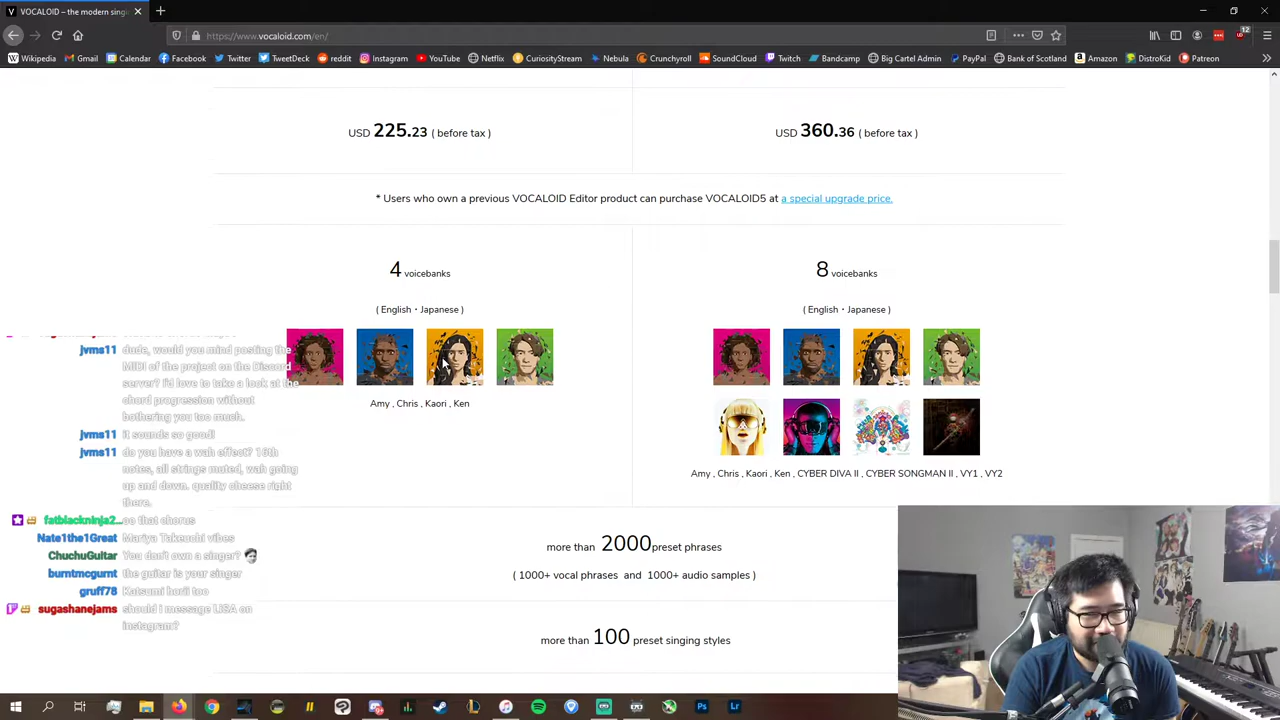 VOCALOID – the modern sing
https://www.vocaloid.com/en/
12
Wikipedia
Gmail
Calendar
Facebook
Twitter
TweetDeck
reddit
Instagram
YouTube
Netflix
CuriosityStream
Nebula
Crunchyroll
SoundCloud
Twitch
Bandcamp
Big Cartel Admin
PayPal
Bank of Scotland
Amazon
DistroKid
Patreon
USD 225.23 ( before tax )
USD 360.36 ( before tax )
* Users who own a previous VOCALOID Editor product can purchase VOCALOID5 at a special upgrade price.
4 voicebanks
( English・Japanese )
Amy , Chris , Kaori , Ken
8 voicebanks
( English・Japanese )
Amy , Chris , Kaori , Ken , CYBER DIVA II , CYBER SONGMAN II , VY1 , VY2
more than 2000 preset phrases
( 1000+ vocal phrases and 1000+ audio samples )
more than 100 preset singing styles
jvms11 dude, would you mind posting the
MIDI of the project on the Discord
server? I'd love to take a look at the
chord progression without
bothering you too much.
jvms11 it sounds so good!
jvms11 do you have a wah effect? 16th
notes, all strings muted, wah going
up and down. quality cheese right
there.
fatblackninja2... oo that chorus
Nate1the1Great Mariya Takeuchi vibes
ChuchuGuitar You don't own a singer?
burntmcgurnt the guitar is your singer
gruff78 Katsumi horii too
sugashanejams should i message LiSA on
instagram?